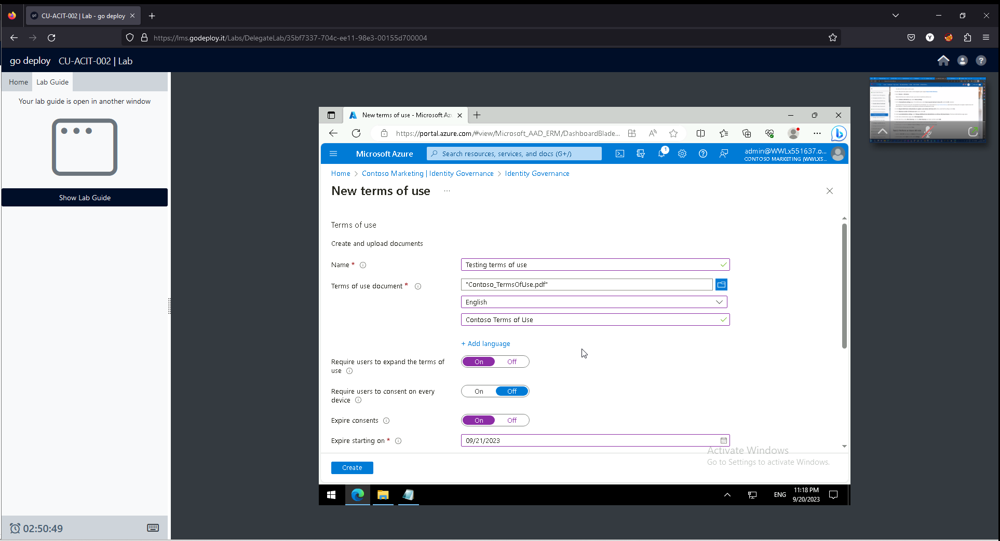 CU-ACIT-002 | Lab - go deploy
https://lms.godeploy.it/Labs/DelegateLab/35bf7337-704c-ee11-98e3-00155d700004
Y
go deploy CU-ACIT-002 | Lab
Home Lab Guide
Your lab guide is open in another window
Show Lab Guide
New terms of use - Microsoft Az
https://portal.azure.com/#view/Microsoft_AAD_ERM/DashboardBlade...
Microsoft Azure
Search resources, services, and docs (G+/)
1
admin@WWLx551637.o...
CONTOSO MARKETING (WWLX5...
Home > Contoso Marketing | Identity Governance > Identity Governance
New terms of use ...
Terms of use
Create and upload documents
Name * Testing terms of use
Terms of use document * "Contoso_TermsOfUse.pdf"
English
Contoso Terms of Use
+ Add language
Require users to expand the terms of use On Off
Require users to consent on every device On Off
Expire consents On Off
Expire starting on * 09/21/2023
Activate Windows
Go to Settings to activate Windows.
Create
ENG 11:18 PM
9/20/2023
02:50:49